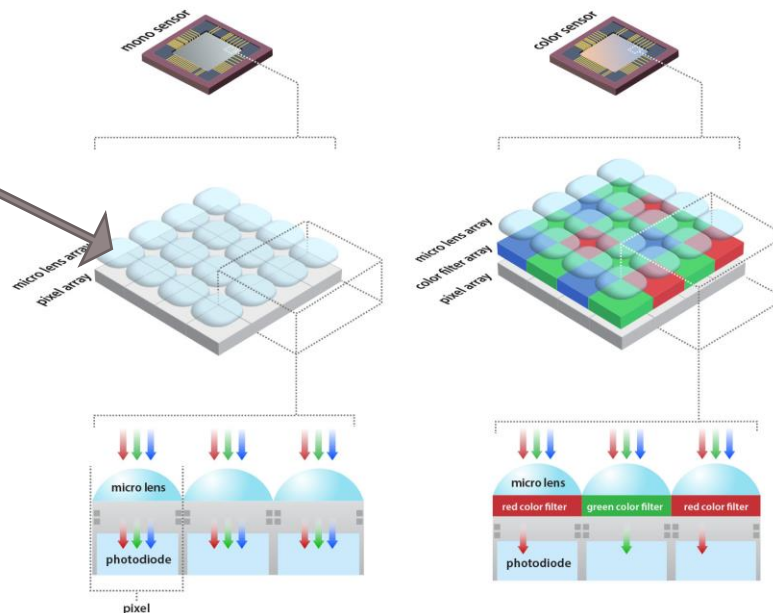 mono sensor
micro lens array
pixel array
micro lens
photodiode
pixel
color sensor
micro lens array
color filter array
pixel array
micro lens
red color filter
green color filter
red color filter
photodiode